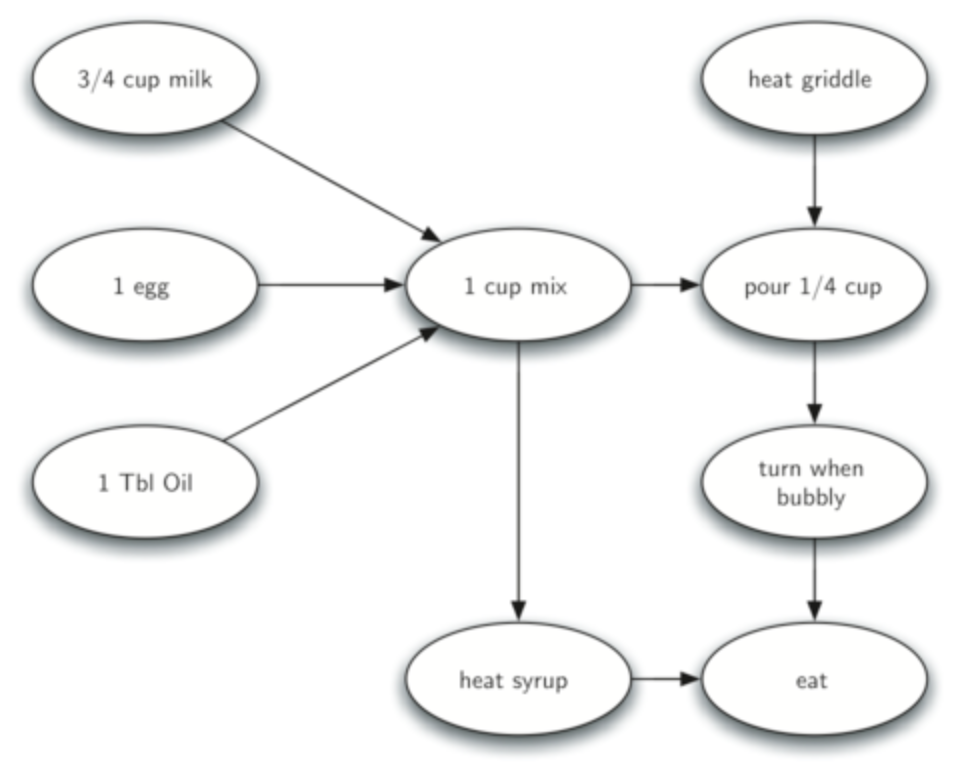 3/4 cup milk
heat griddle
1 egg
1 cup mix
pour 1/4 cup
1 Tbl Oil
turn when
bubbly
heat syrup
eat